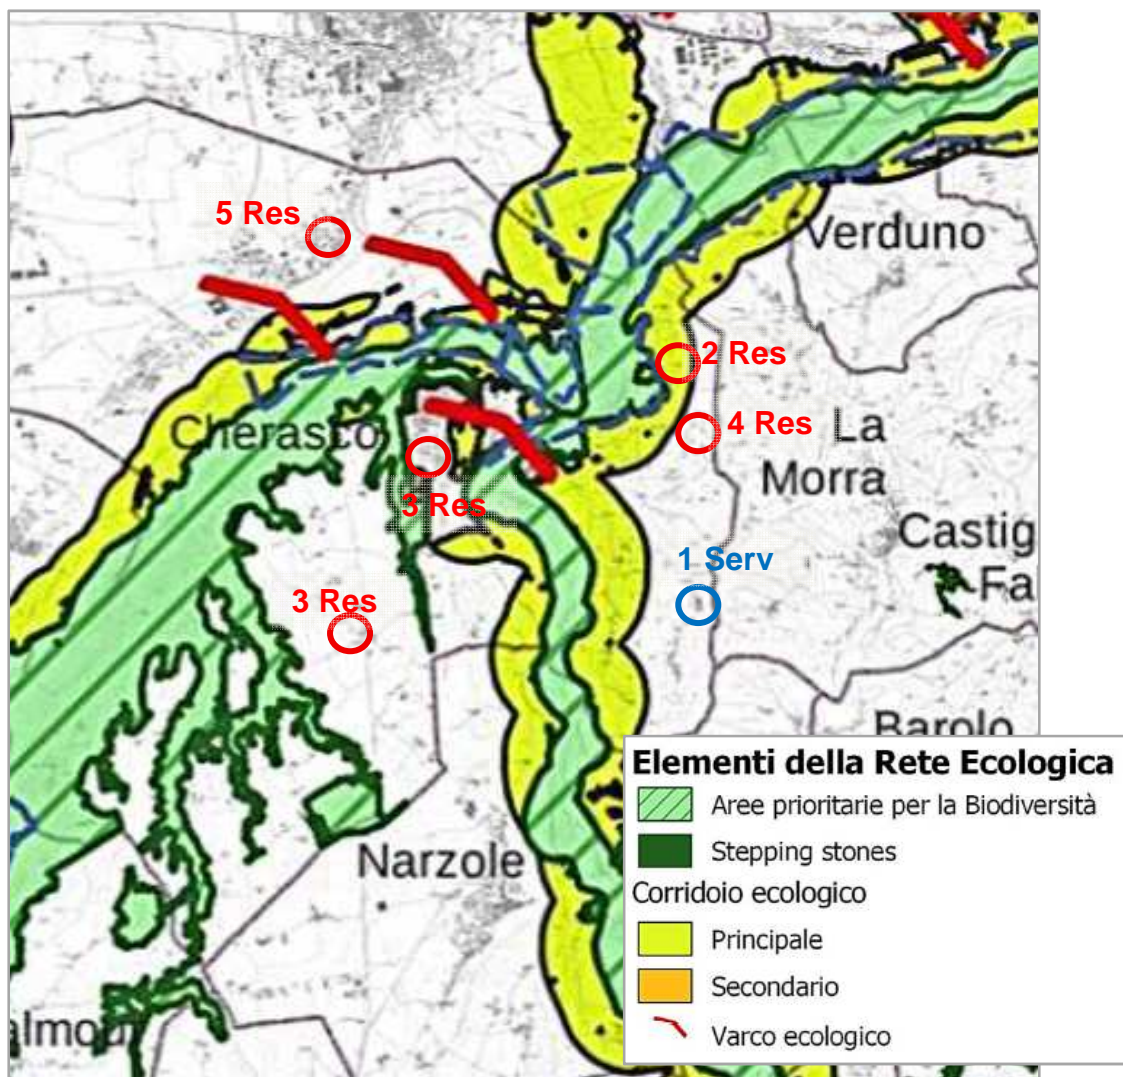 5 Res
Verduno
2 Res
4 Res
La
Morra
Cherasco
3 Res
Castig
Fa
1 Serv
3 Res
Barolo
Narzole
almour
Elementi della Rete Ecologica
Aree prioritarie per la Biodiversità
Stepping stones
Corridoio ecologico
Principale
Secondario
Varco ecologico